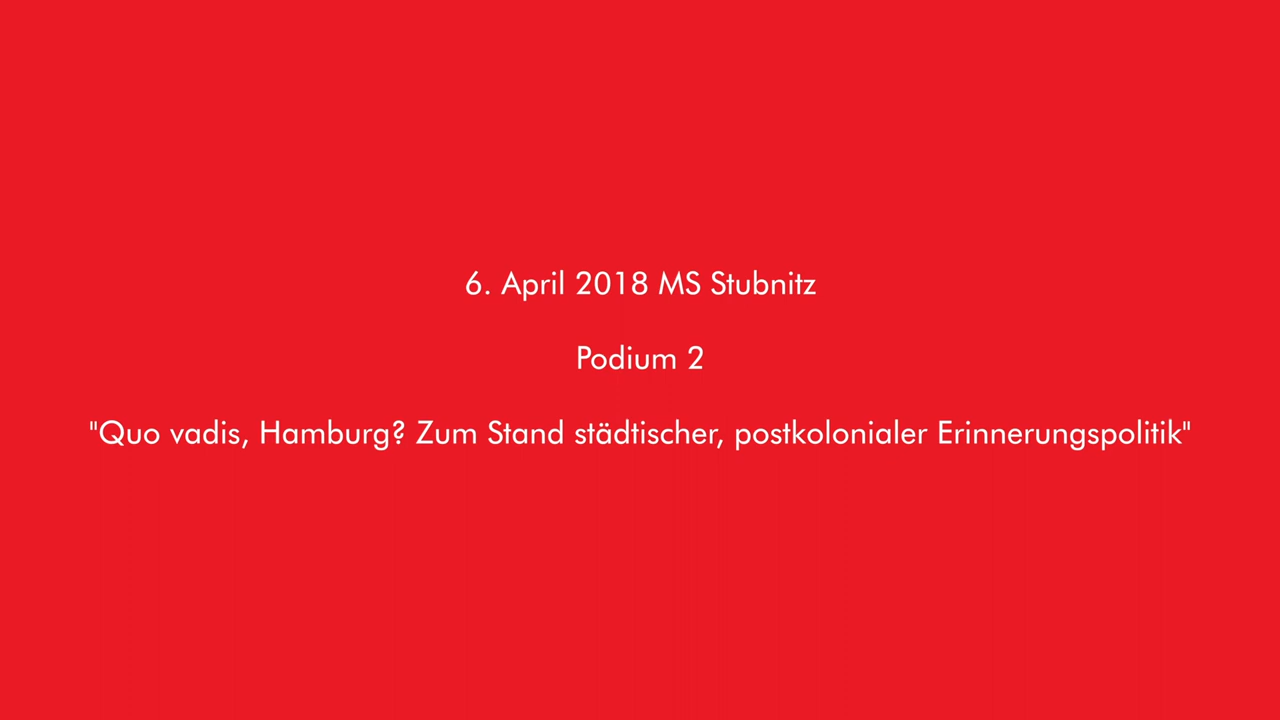 6. April 2018 MS Stubnitz
Podium 2
"Quo vadis, Hamburg? Zum Stand städtischer, postkolonialer Erinnerungspolitik"